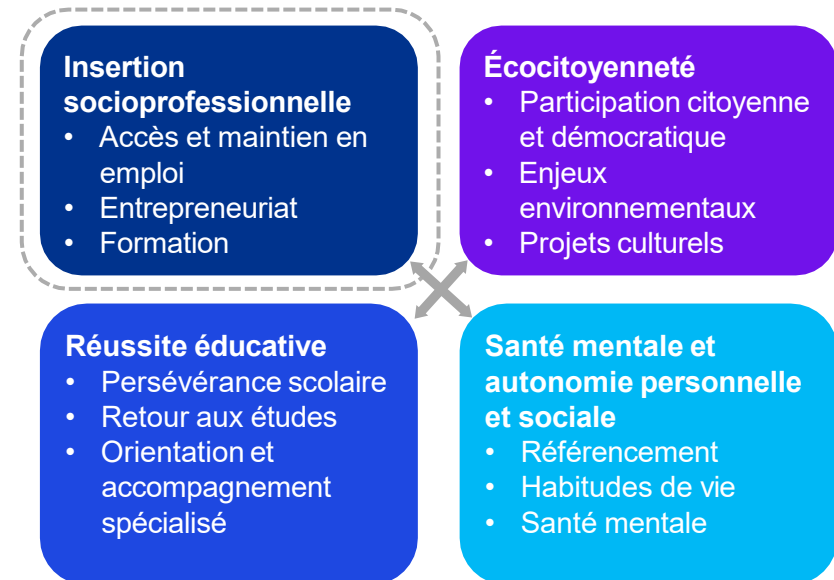 Insertion
socioprofessionnelle
• Accès et maintien en
emploi
• Entrepreneuriat
• Formation
Écocitoyenneté
• Participation citoyenne
et démocratique
• Enjeux
environnementaux
• Projets culturels
Réussite éducative
• Persévérance scolaire
• Retour aux études
• Orientation et
accompagnement
spécialisé
Santé mentale et
autonomie personnelle
et sociale
• Référencement
• Habitudes de vie
• Santé mentale